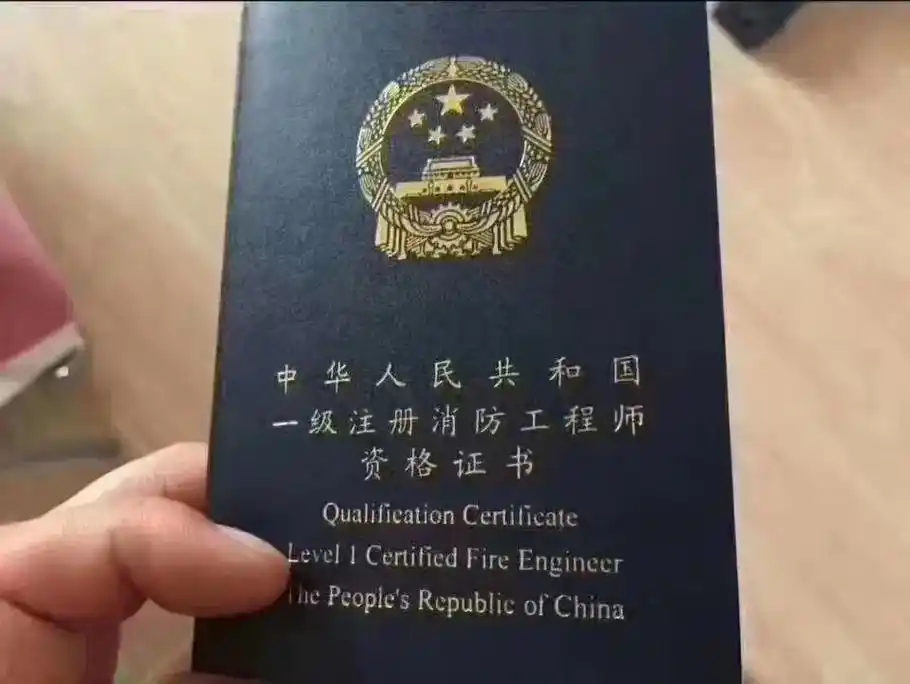 中华人民共和国
一级注册消防工程师
资格证书
Qualification Certificate
Level 1 Certified Fire Engineer
The People's Republic of China